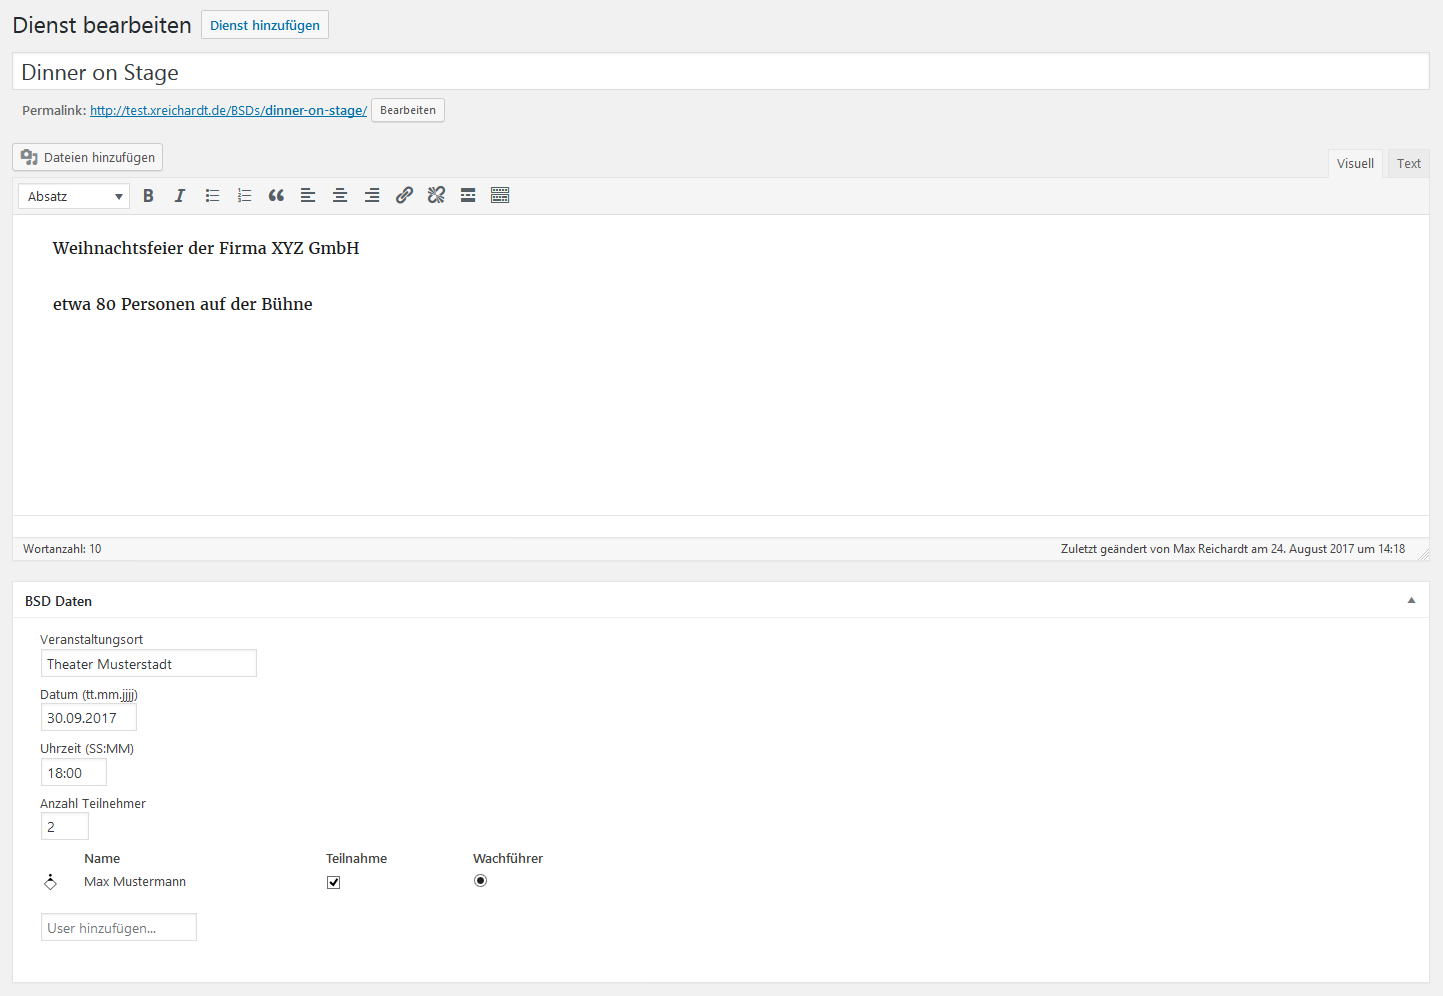 Dienst bearbeiten Dienst hinzufügen
Dinner on Stage
Permalink: http://test.xreichardt.de/BSDs/dinner-on-stage/ Bearbeiten
Dateien hinzufügen Visuell Text
Absatz
Weihnachtsfeier der Firma XYZ GmbH
etwa 80 Personen auf der Bühne
Wortanzahl: 10 Zuletzt geändert von Max Reichardt am 24. August 2017 um 14:18
BSD Daten
Veranstaltungsort
Theater Musterstadt
Datum (tt.mm.jjjj)
30.09.2017
Uhrzeit (SS:MM)
18:00
Anzahl Teilnehmer
2
Name Teilnahme Wachführer
Max Mustermann
User hinzufügen...